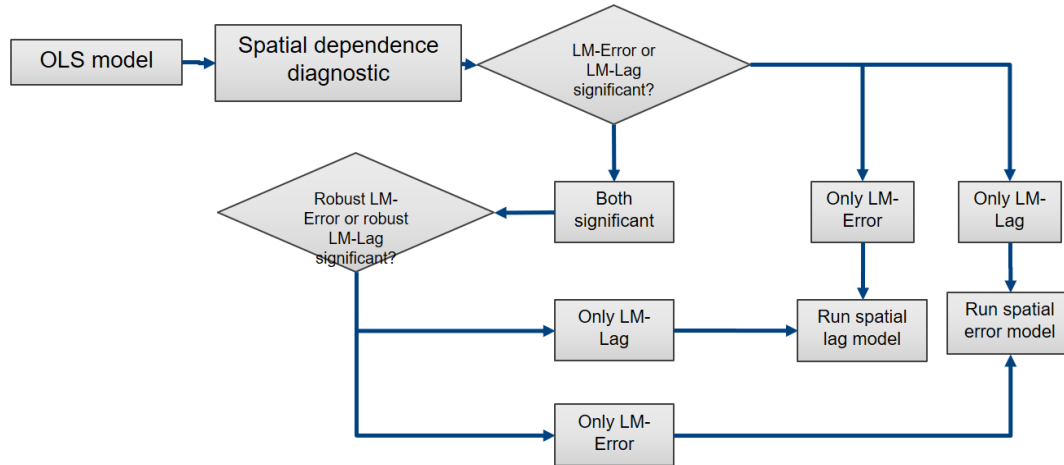 OLS model
Spatial dependence
diagnostic
LM-Error or
LM-Lag
significant?
Robust LM-
Error or robust
LM-Lag
significant?
Both
significant
Only LM-
Error
Only LM-
Lag
Only LM-
Lag
Run spatial
lag model
Run spatial
error model
Only LM-
Error